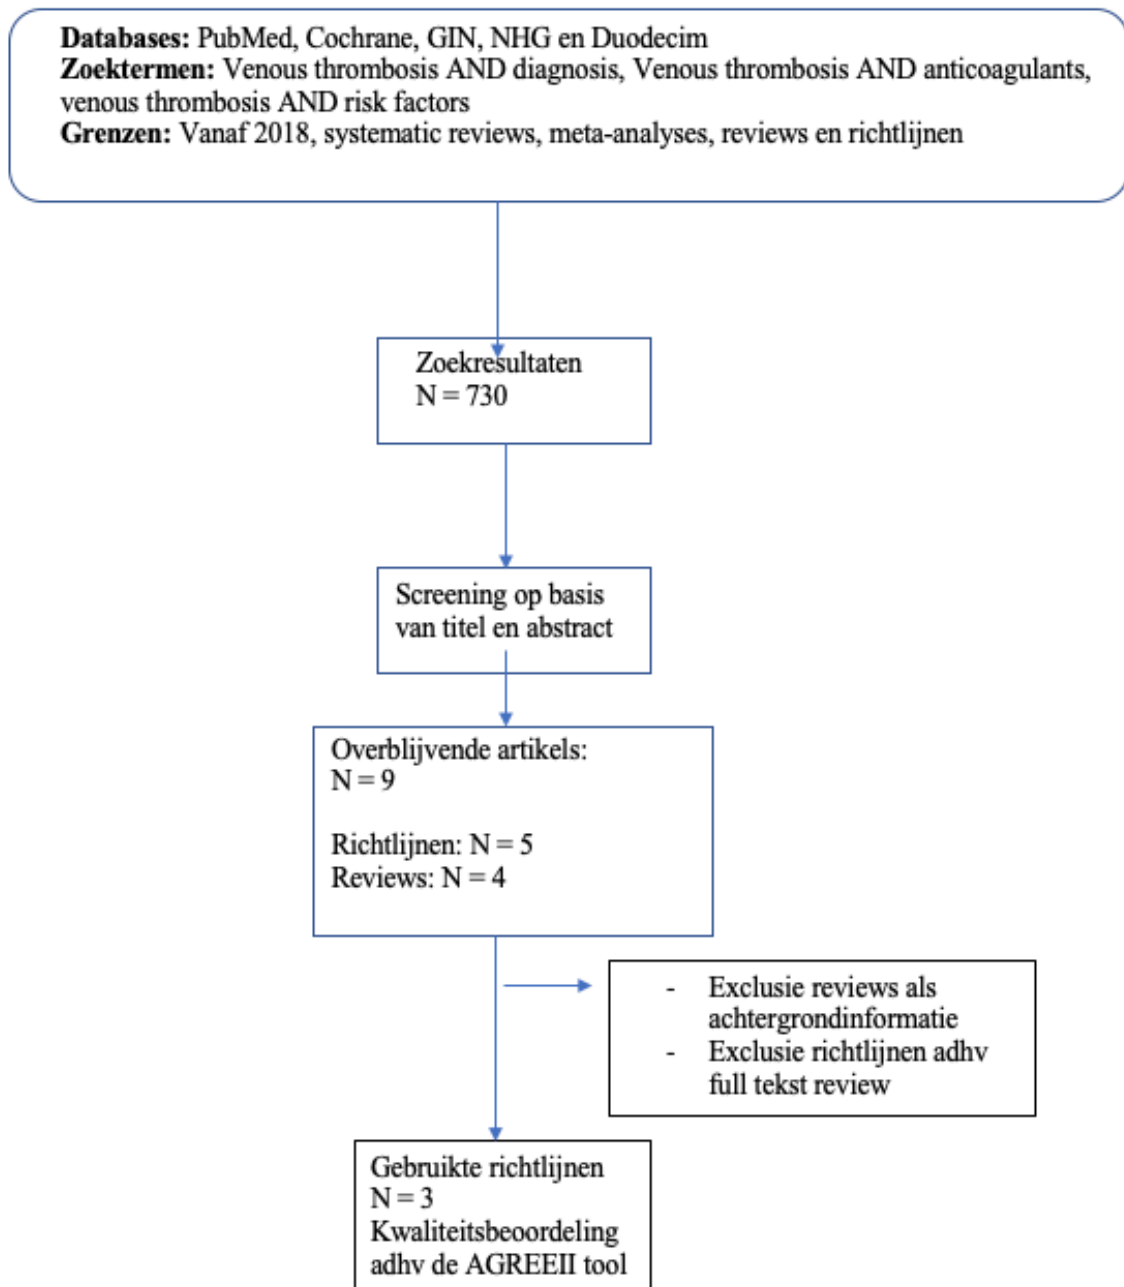 Databases: PubMed, Cochrane, GIN, NHG en Duodecim
Zoektermen: Venous thrombosis AND diagnosis, Venous thrombosis AND anticoagulants,
venous thrombosis AND risk factors
Grenzen: Vanaf 2018, systematic reviews, meta-analyses, reviews en richtlijnen
Zoekresultaten
N = 730
Screening op basis
van titel en abstract
Overblijvende artikels:
N = 9
Richtlijnen: N = 5
Reviews: N = 4
- Exclusie reviews als
achtergrondinformatie
- Exclusie richtlijnen adhv
full tekst review
Gebruikte richtlijnen
N = 3
Kwaliteitsbeoordeling
adhv de AGREEII tool